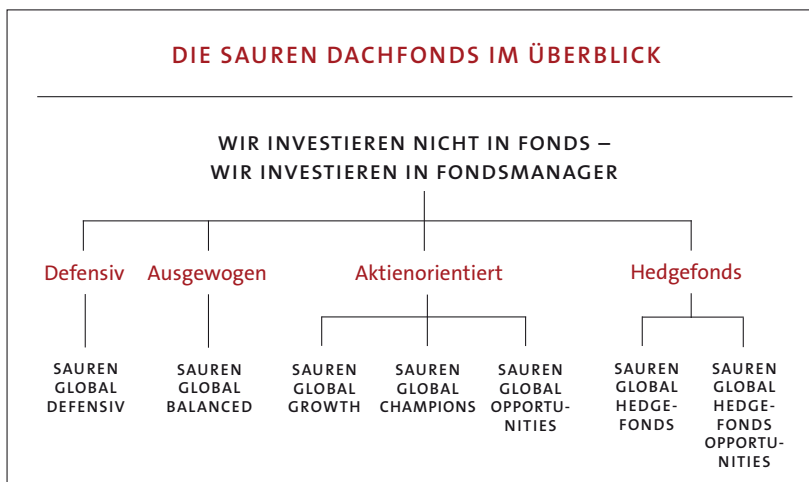 DIE SAUREN DACHFONDS IM ÜBERBLICK
WIR INVESTIEREN NICHT IN FONDS –
WIR INVESTIEREN IN FONDSMANAGER
Defensiv
Ausgewogen
Aktienorientiert
Hedgefonds
SAUREN
GLOBAL
DEFENSIV
SAUREN
GLOBAL
BALANCED
SAUREN
GLOBAL
GROWTH
SAUREN
GLOBAL
CHAMPIONS
SAUREN
GLOBAL
OPPORTU-
NITIES
SAUREN
GLOBAL
HEDGE-
FONDS
SAUREN
GLOBAL
HEDGE-
FONDS
OPPORTU-
NITIES